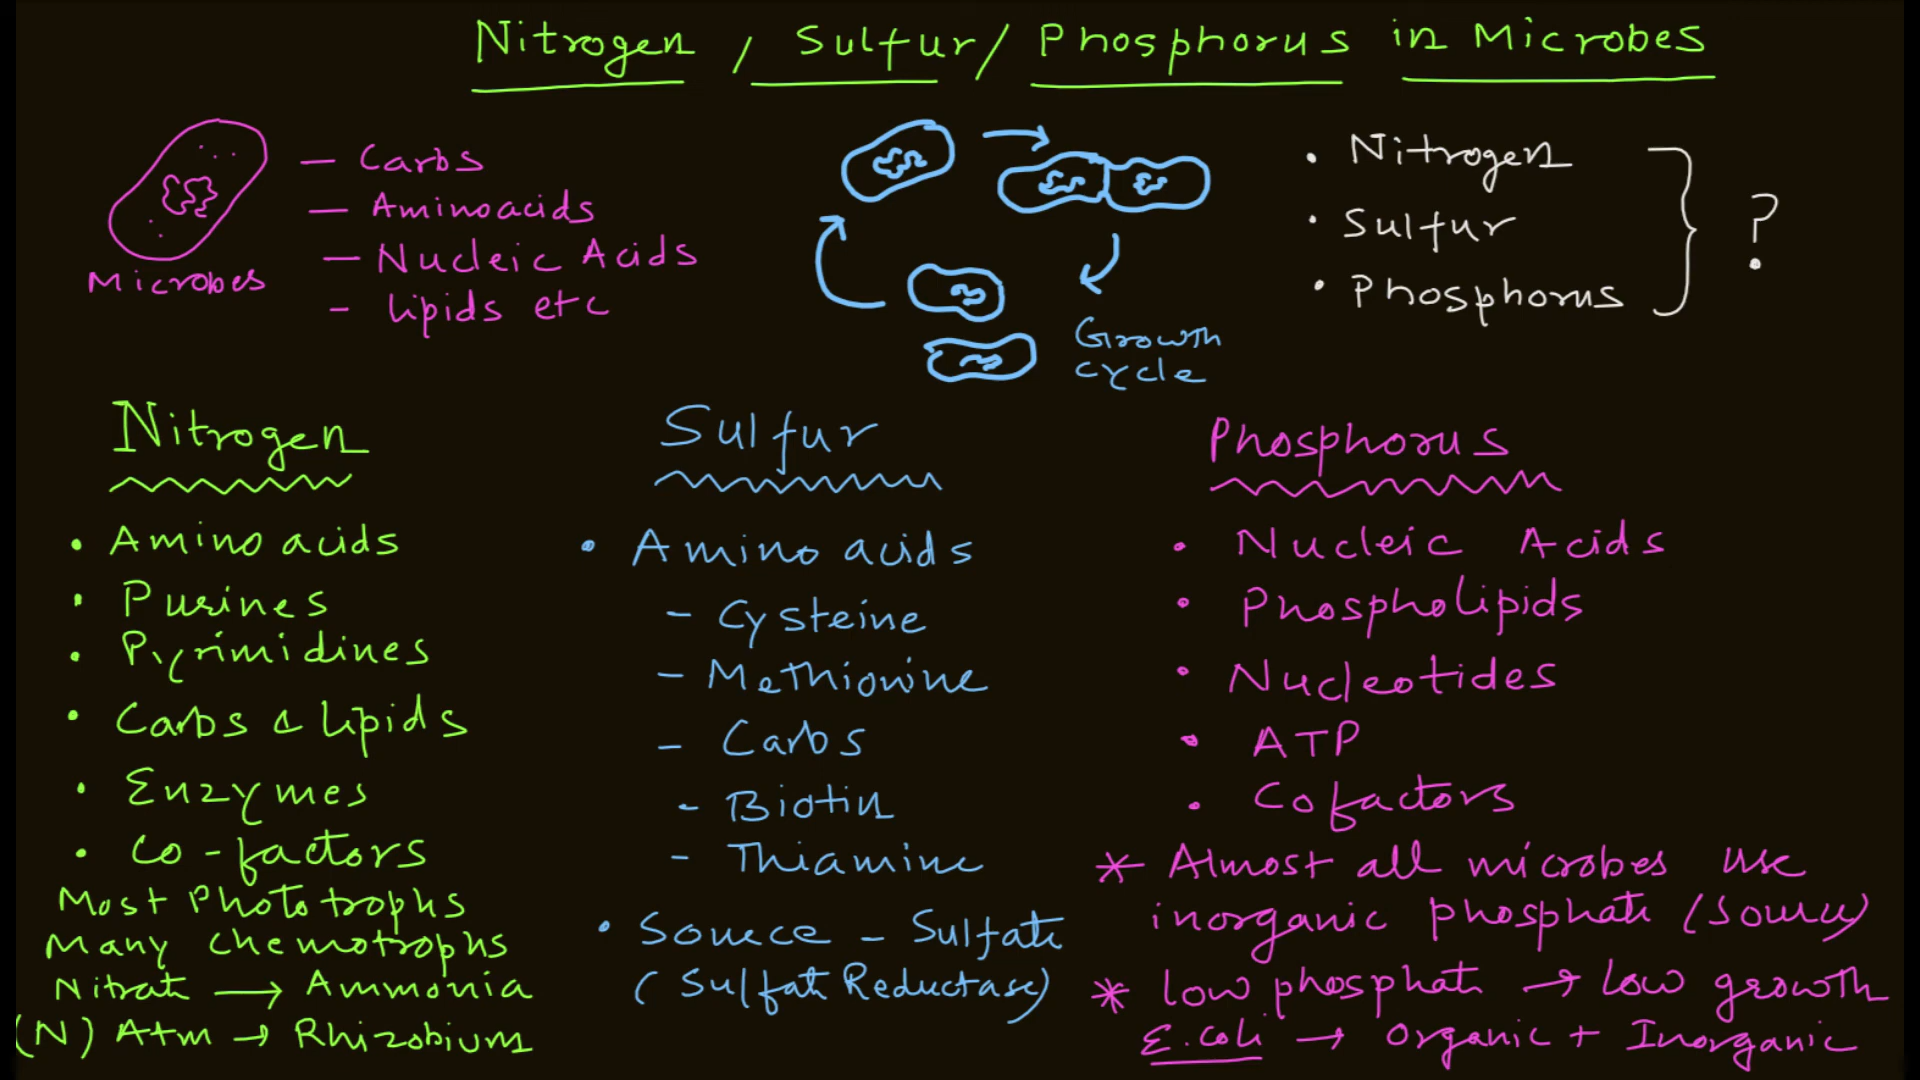 Nitrogen, Sulfur/Phosphorus in Microbes
Microbes
— Carbs
— Aminoacids
— Nucleic Acids
- lipids etc
Growth
cycle
• Nitrogen
• Sulfur
• Phosphorus
?
Nitrogen
• Amino acids
• Purines
• Pyrimidines
• Carbs & lipids
• Enzymes
• Co-factors
Most Phototrophs
Many chemotrophs
Nitrat → Ammonia
(N) Atm → Rhizobium
Sulfur
• Amino acids
- Cysteine
- Methionine
- Carbs
- Biotin
- Thiamine
• Source - Sulfate
(Sulfat Reductase)
Phosphorus
• Nucleic Acids
• Phospholipids
• Nucleotides
• ATP
• Cofactors
* Almost all microbes use
inorganic phosphate (source)
* low phosphat → low growth
E. coli → Organic + Inorganic